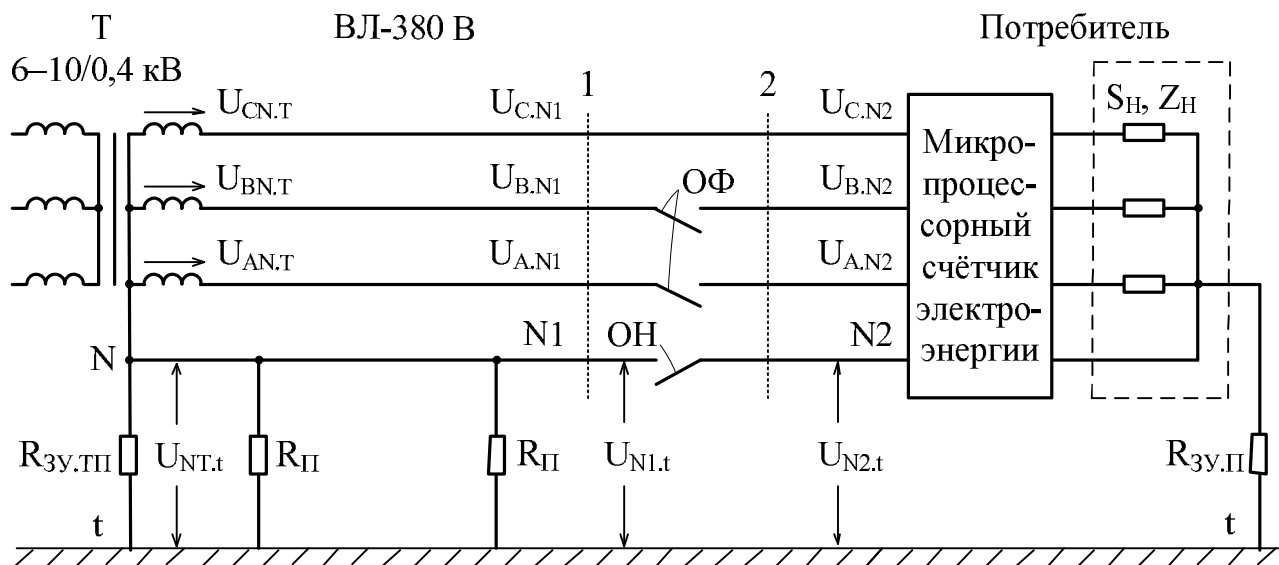 Т
ВЛ-380 В
Потребитель
6–10/0,4 кВ
1
2
U_CN.T
U_C.N1
U_C.N2
S_Н, Z_Н
Микро-
процес-
сорный
счётчик
электро-
энергии
U_BN.T
U_B.N1
ОФ
U_B.N2
U_AN.T
U_A.N1
U_A.N2
N
N1
ОН
N2
R_ЗУ.ТП
U_NT.t
R_П
R_П
U_N1.t
U_N2.t
R_ЗУ.П
t
t